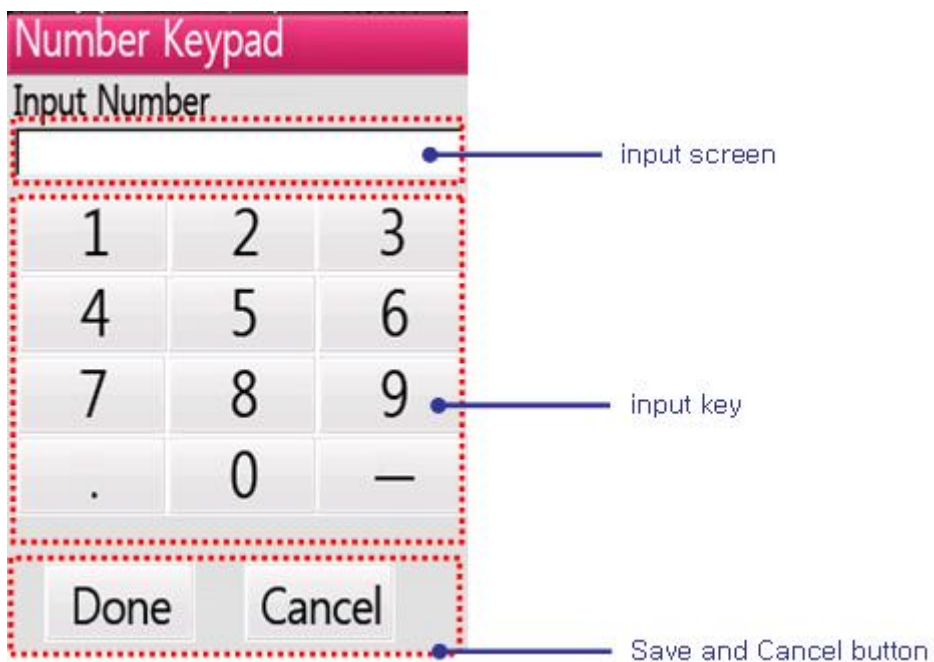 Number Keypad
Input Number
input screen
1 2 3
4 5 6
7 8 9
input key
. 0 –
Done Cancel
Save and Cancel button